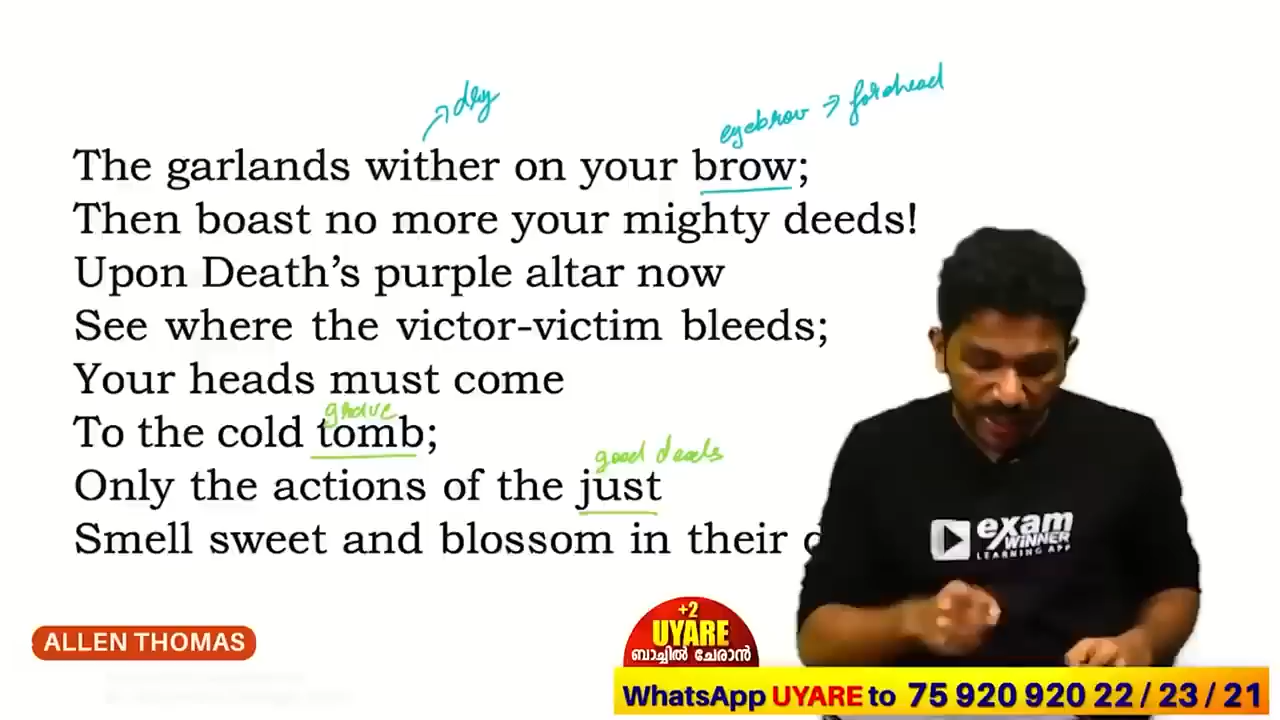 dry
eyebrow → forehead
The garlands wither on your brow;
Then boast no more your mighty deeds!
Upon Death's purple altar now
See where the victor-victim bleeds;
Your heads must come
grave
To the cold tomb;
good deeds
Only the actions of the just
Smell sweet and blossom in their
exam
WINNER
LEARNING APP
ALLEN THOMAS
+2
UYARE
ബാച്ചിൽ ചേരാൻ
WhatsApp UYARE to 75 920 920 22 / 23 / 21